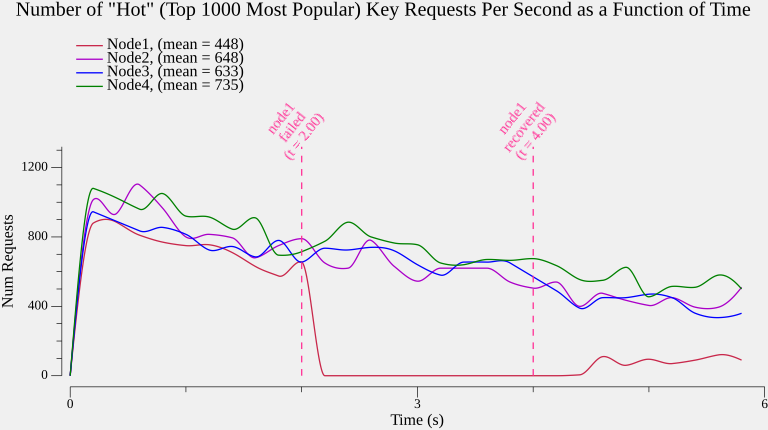 Number of "Hot" (Top 1000 Most Popular) Key Requests Per Second as a Function of Time
Node1, (mean = 448)
Node2, (mean = 648)
Node3, (mean = 633)
Node4, (mean = 735)
node1
failed
(t = 2.00)
node1
recovered
(t = 4.00)
1200
800
400
0
Num Requests
0
3
6
Time (s)